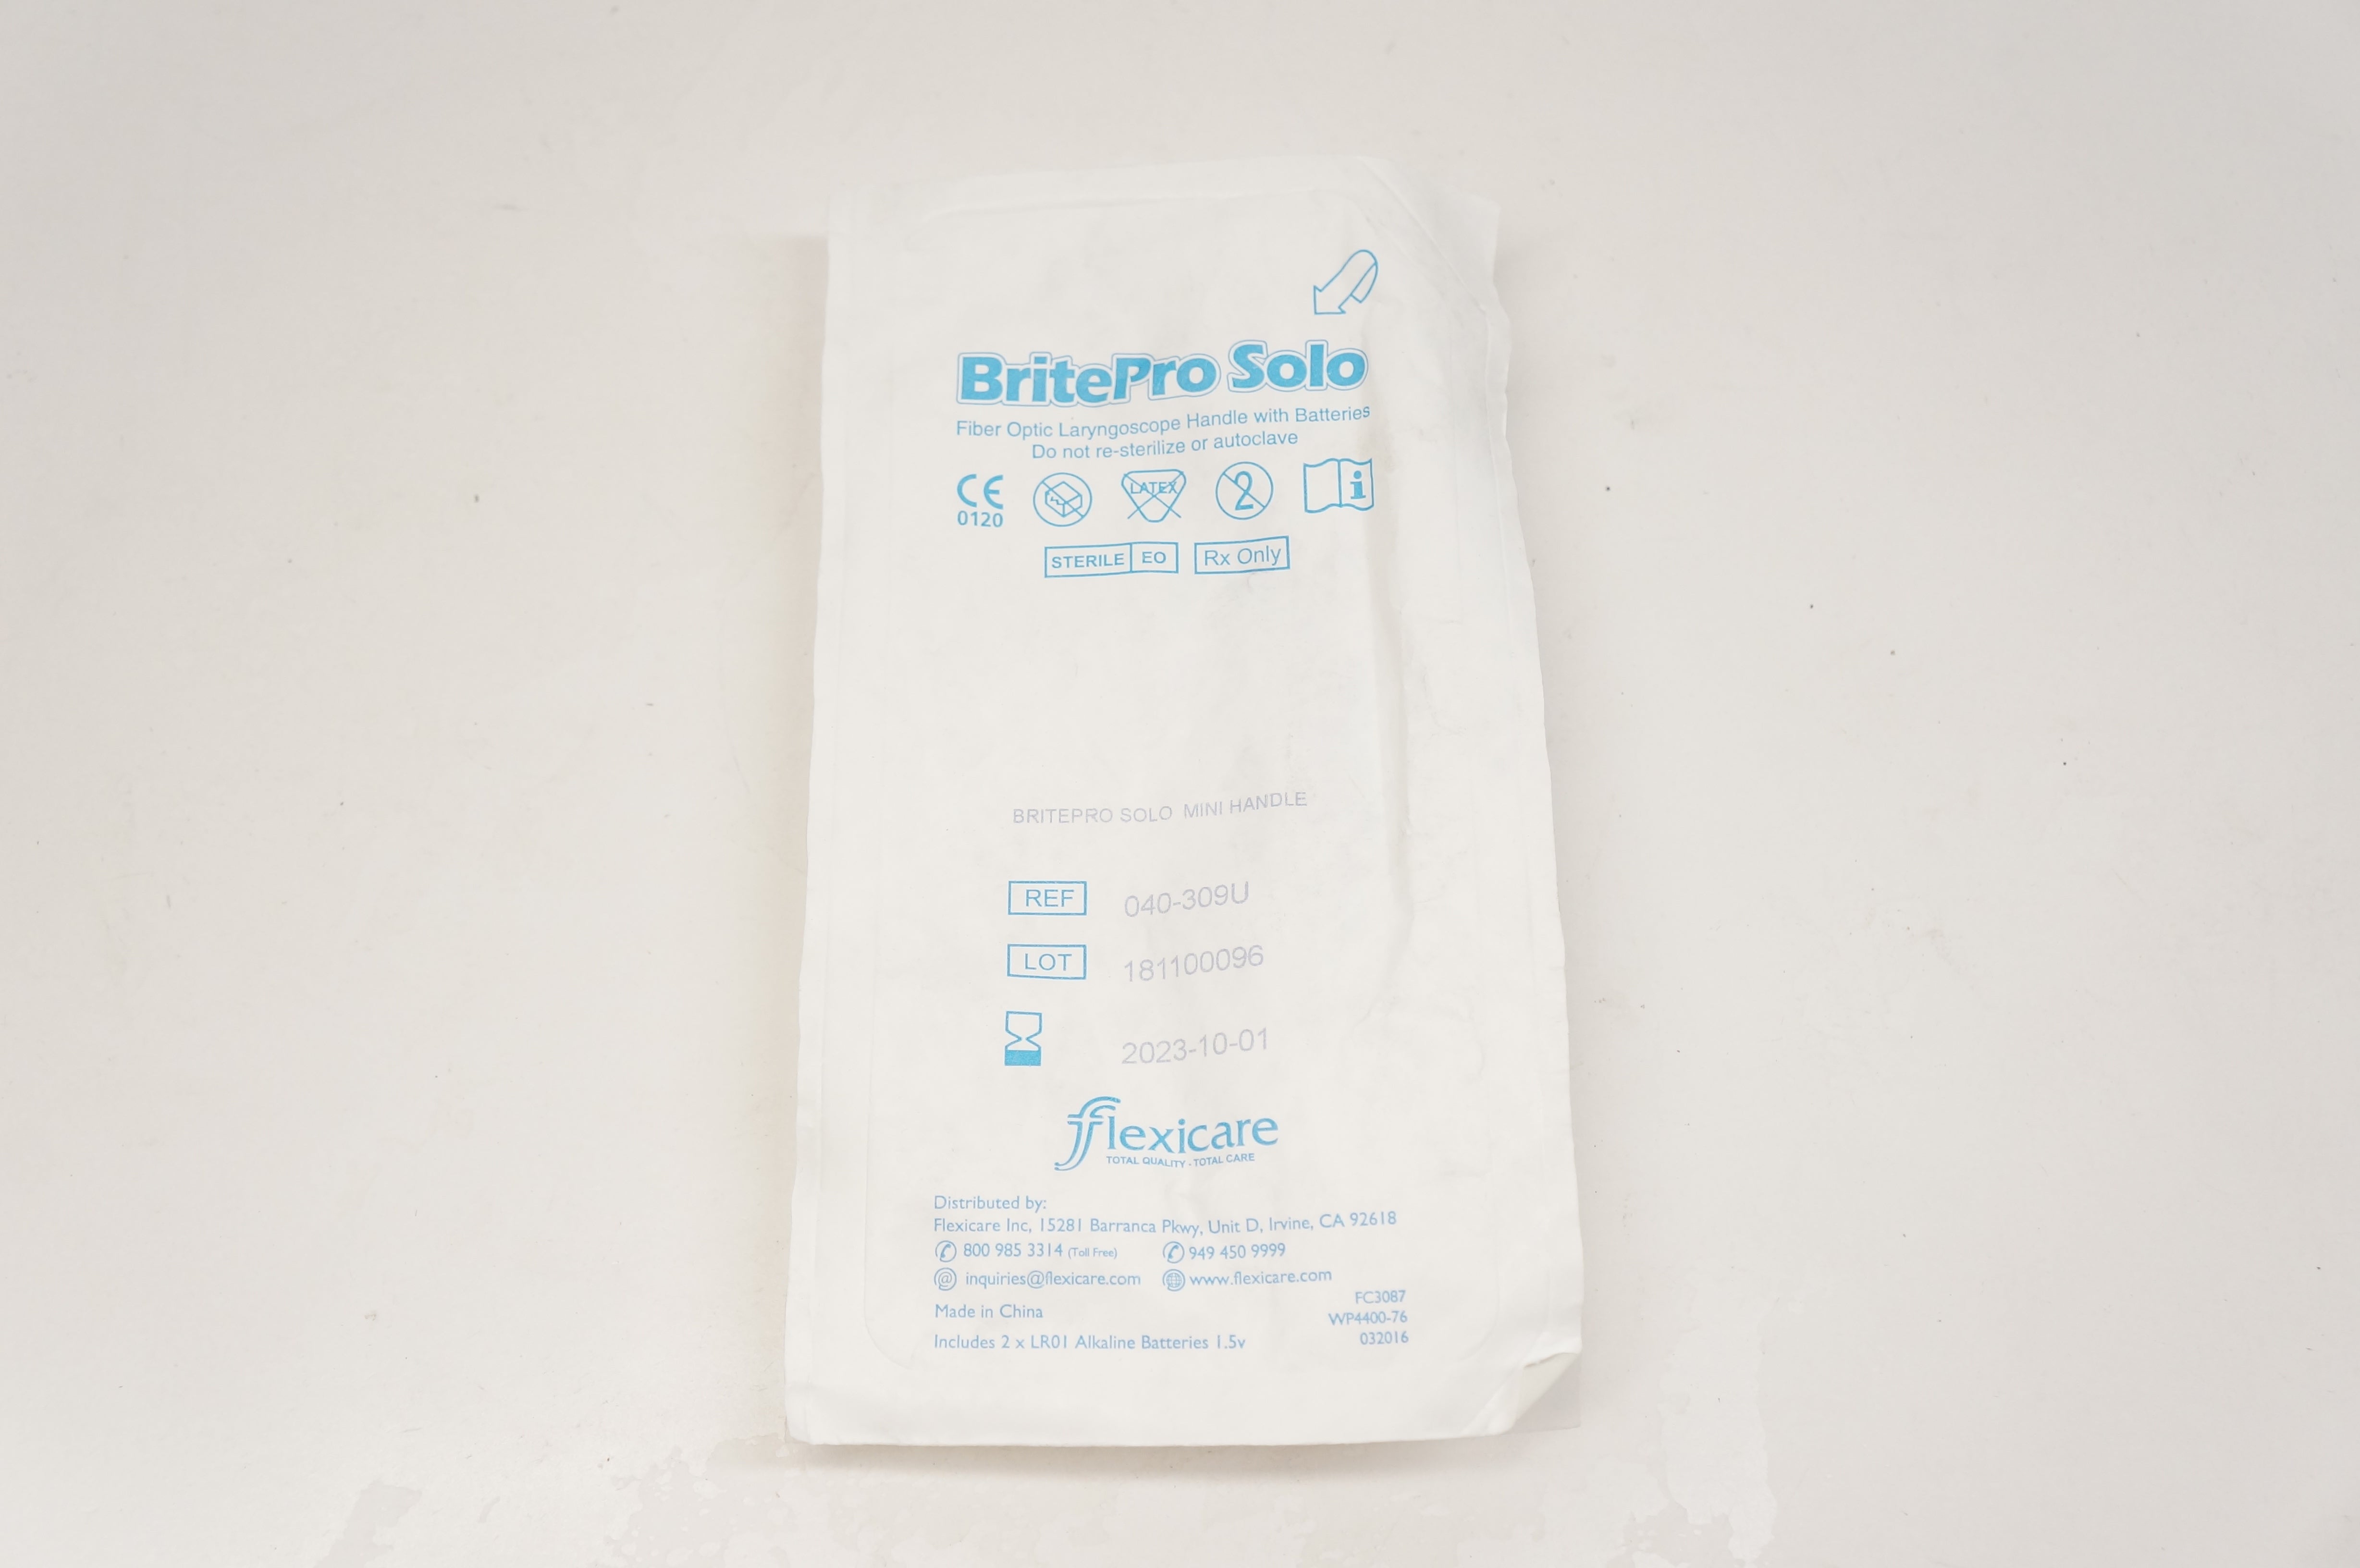 BritePro Solo
Fiber Optic Laryngoscope Handle with Batteries
Do not re-sterilize or autoclave
CE LATEX 2 i
0120
STERILE EO Rx Only
BRITEPRO SOLO MINI HANDLE
REF 040-309U
LOT 181100096
2023-10-01
flexicare
TOTAL QUALITY - TOTAL CARE
Distributed by:
Flexicare Inc, 15281 Barranca Pkwy, Unit D, Irvine, CA 92618
800 985 3314 (Toll Free) 949 450 9999
@ inquiries@flexicare.com www.flexicare.com
FC3087
Made in China
WP4400-76
032016
Includes 2 x LR01 Alkaline Batteries 1.5v